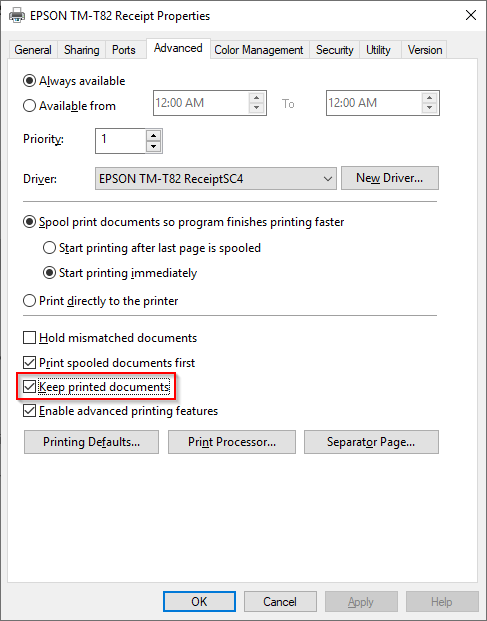 EPSON TM-T82 Receipt Properties
General Sharing Ports Advanced Color Management Security Utility Version
Always available
Available from 12:00 AM To 12:00 AM
Priority: 1
Driver: EPSON TM-T82 ReceiptSC4 New Driver...
Spool print documents so program finishes printing faster
Start printing after last page is spooled
Start printing immediately
Print directly to the printer
Hold mismatched documents
Print spooled documents first
Keep printed documents
Enable advanced printing features
Printing Defaults... Print Processor... Separator Page...
OK Cancel Apply Help